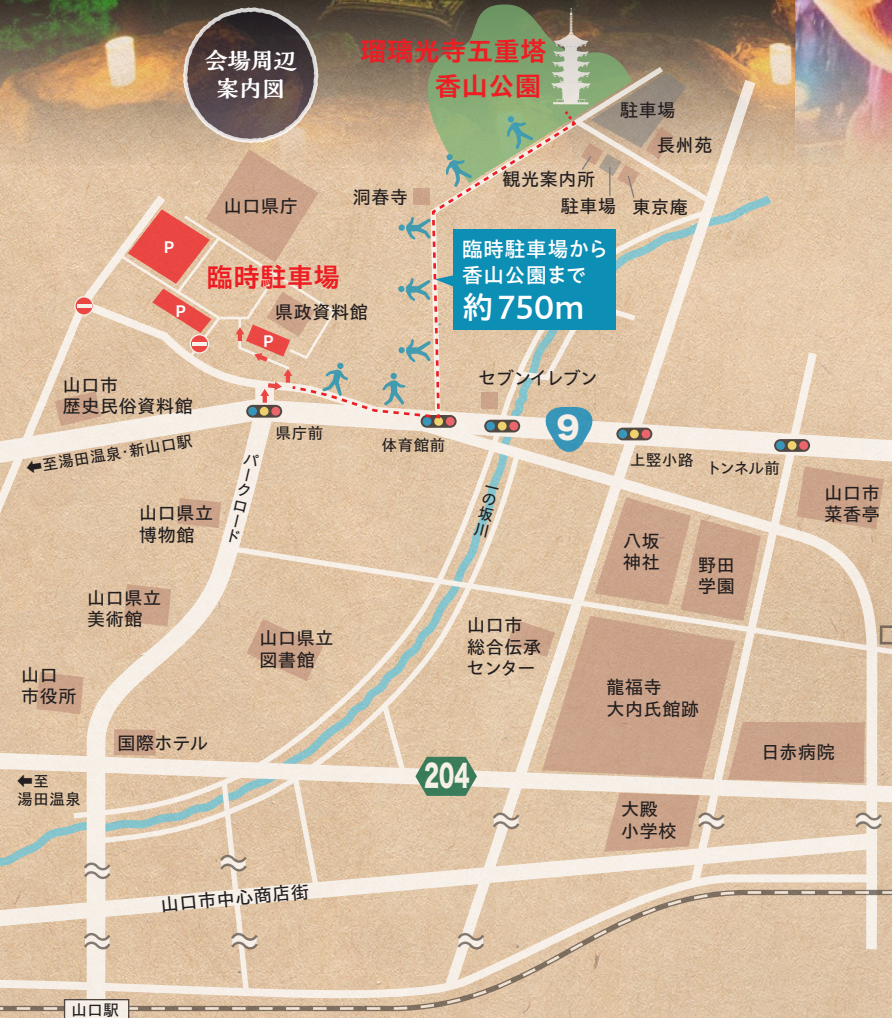 会場周辺
案内図
瑠璃光寺五重塔
香山公園
駐車場
長州苑
観光案内所
駐車場
東京庵
洞春寺
山口県庁
P
臨時駐車場
P
県政資料館
P
臨時駐車場から
香山公園まで
約750m
山口市
歴史民俗資料館
セブンイレブン
9
県庁前
体育館前
上竪小路
トンネル前
至湯田温泉・新山口駅
パークロード
一の坂川
山口市
菜香亭
山口県立
博物館
八坂
神社
野田
学園
山口県立
美術館
山口県立
図書館
山口市
総合伝承
センター
山口
市役所
龍福寺
大内氏館跡
国際ホテル
日赤病院
204
至
湯田温泉
大殿
小学校
山口市中心商店街
山口駅